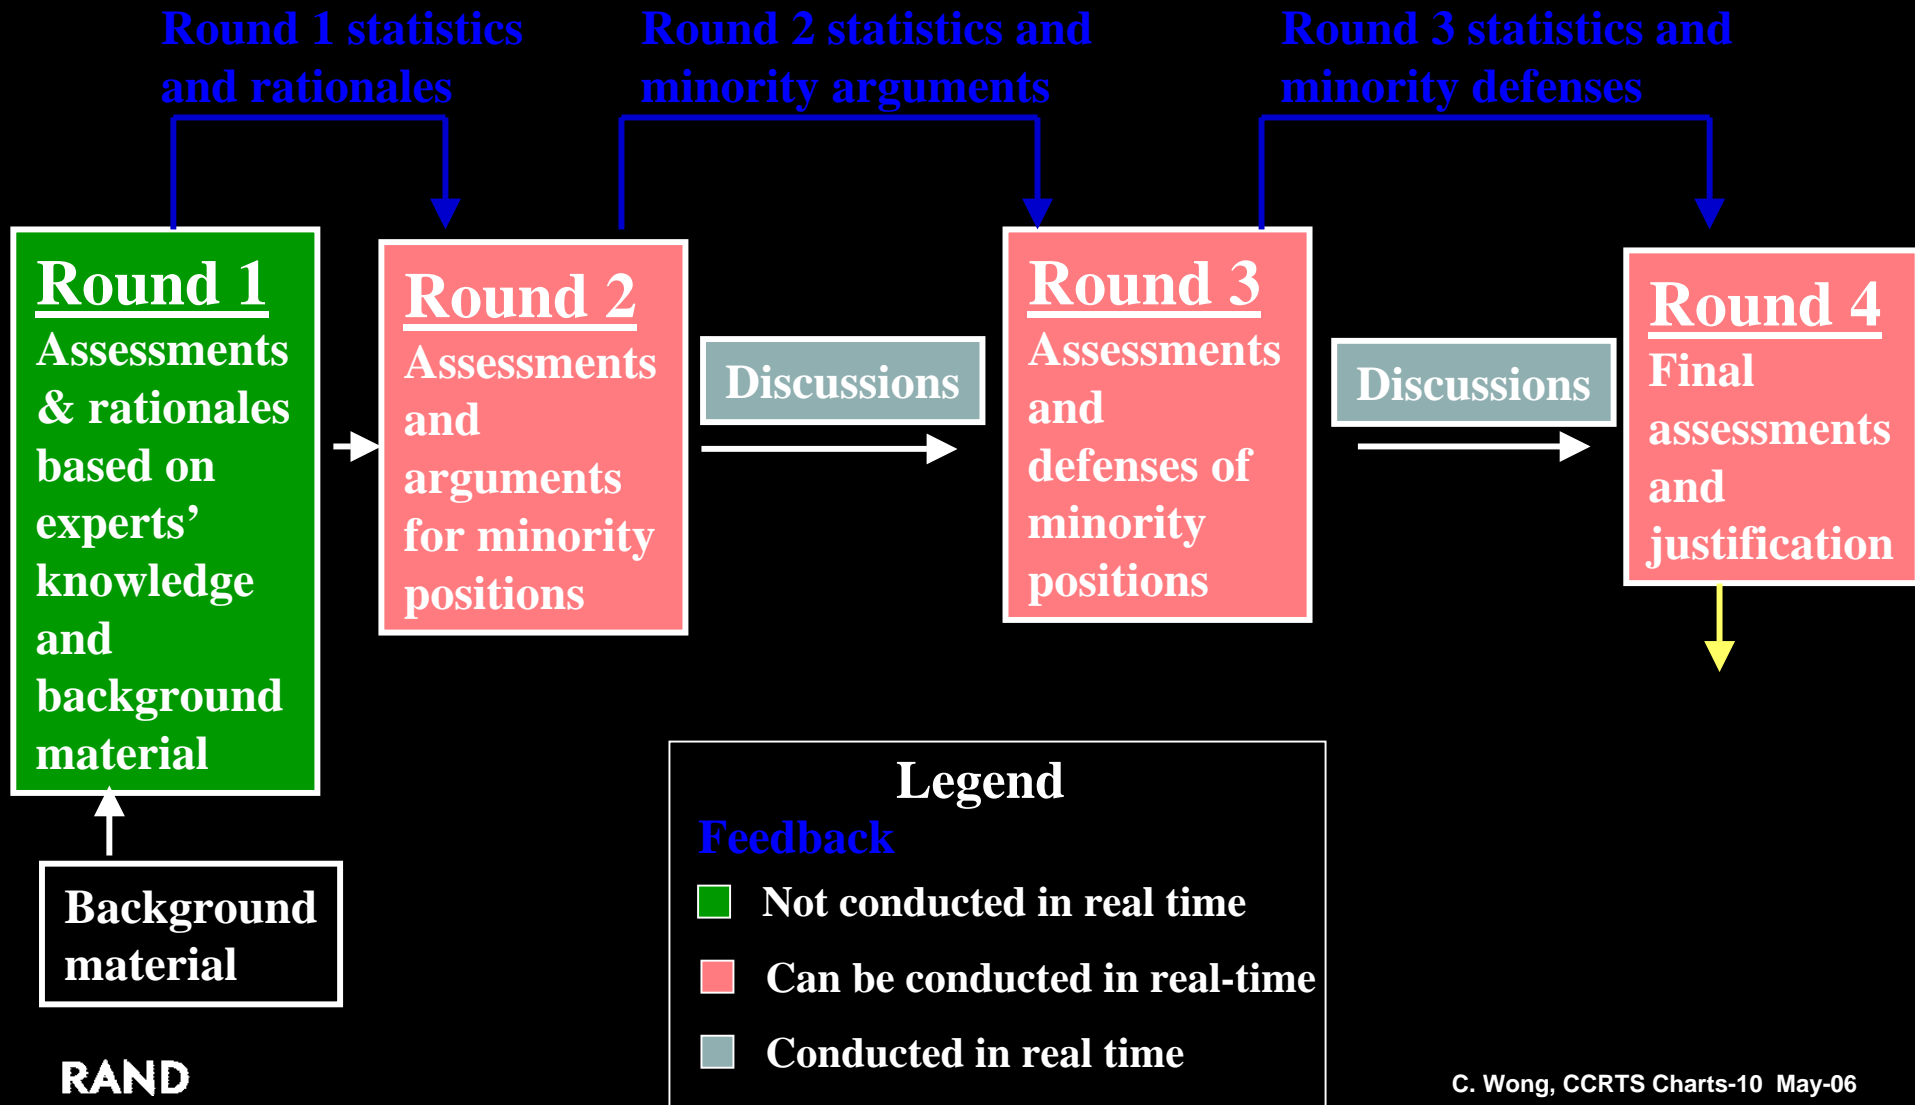 Round 1 statistics
and rationales
Round 2 statistics and
minority arguments
Round 3 statistics and
minority defenses
Round 1
Assessments
& rationales
based on
experts’
knowledge
and
background
material
Round 2
Assessments
and
arguments
for minority
positions
Discussions
Round 3
Assessments
and
defenses of
minority
positions
Discussions
Round 4
Final
assessments
and
justification
Background
material
Legend
Feedback
Not conducted in real time
Can be conducted in real-time
Conducted in real time
RAND
C. Wong, CCRTS Charts-10 May-06